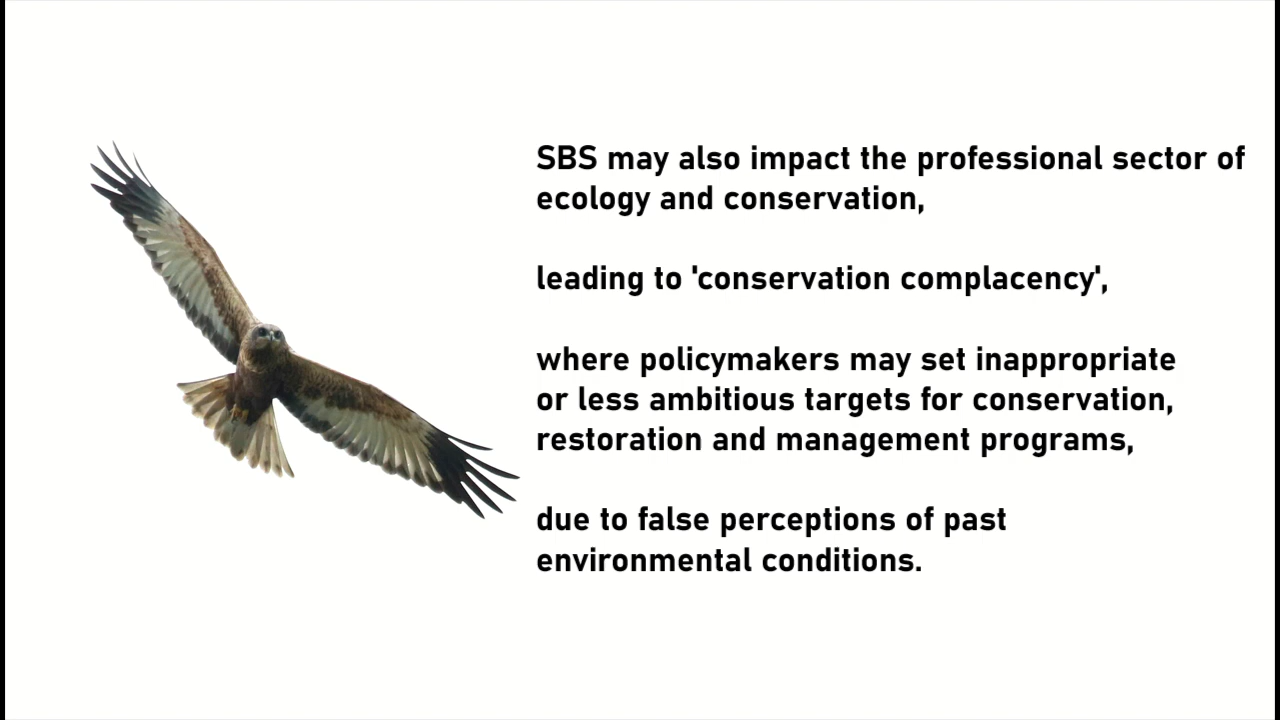 SBS may also impact the professional sector of
ecology and conservation,
leading to 'conservation complacency',
where policymakers may set inappropriate
or less ambitious targets for conservation,
restoration and management programs,
due to false perceptions of past
environmental conditions.